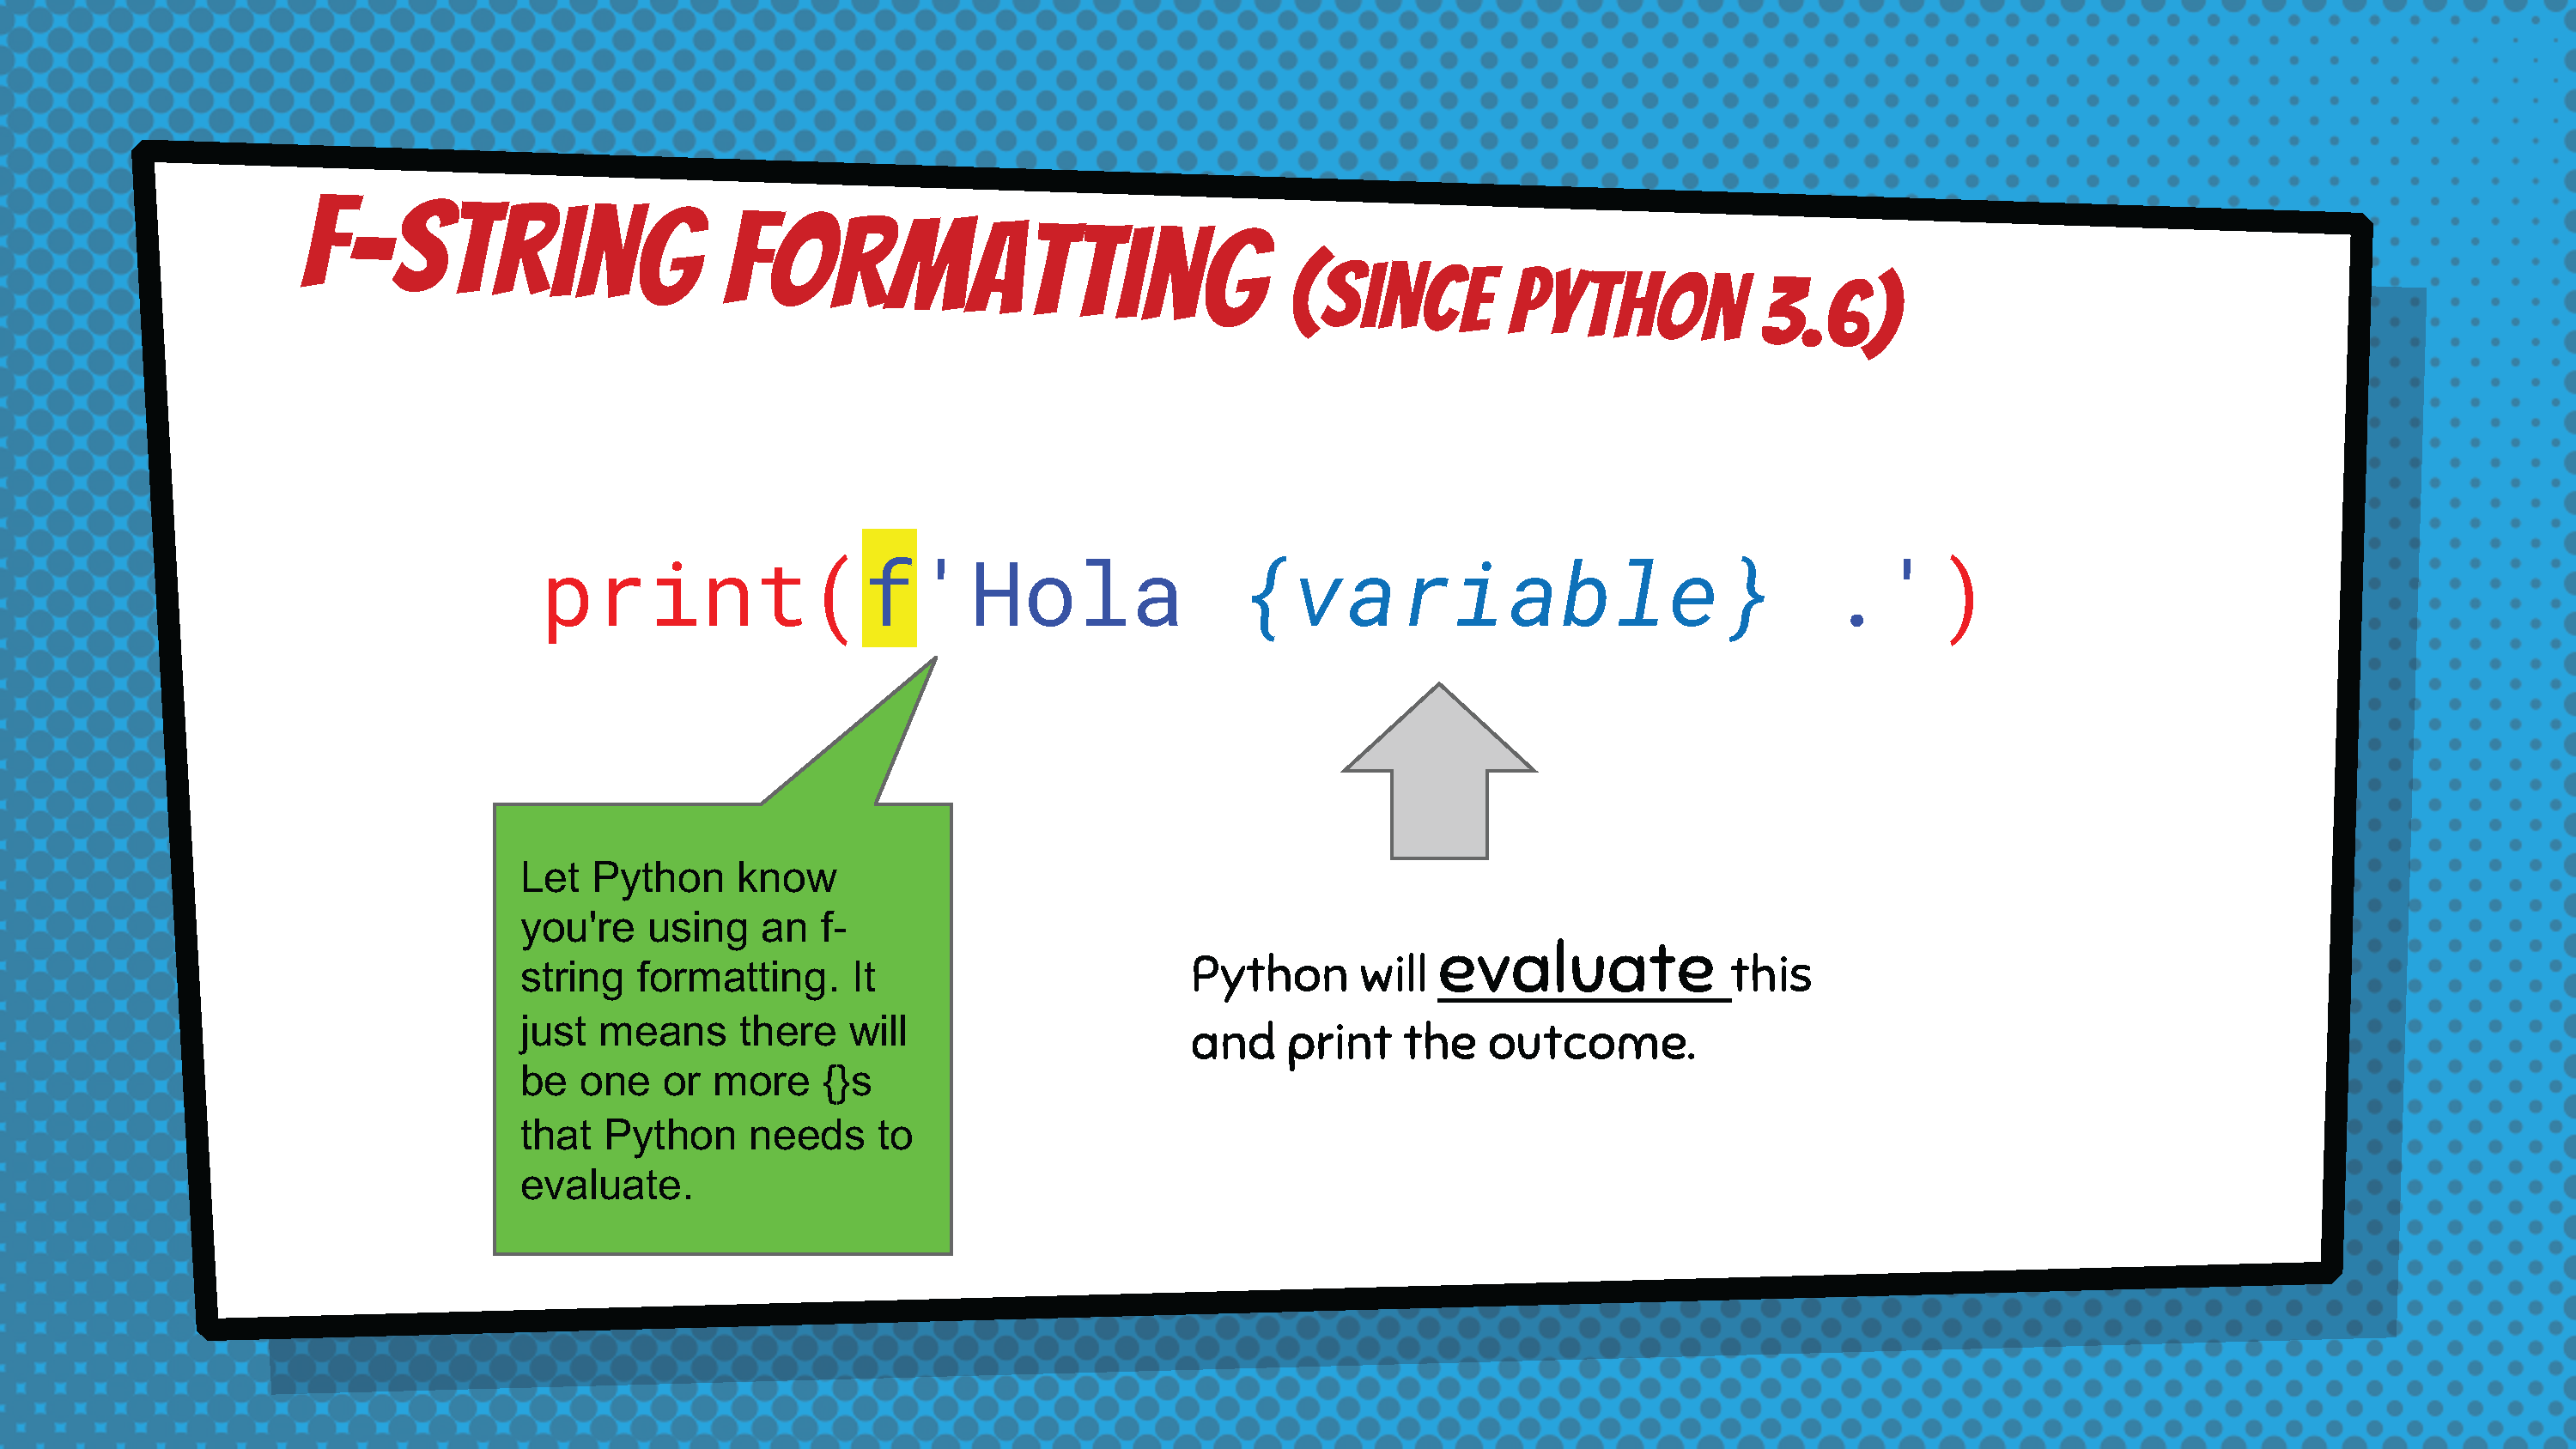 F-STRING FORMATTING (SINCE PYTHON 3.6)
print(f'Hola {variable} .')
Let Python know
you're using an f-
string formatting. It
just means there will
be one or more {}s
that Python needs to
evaluate.
Python will evaluate this
and print the outcome.